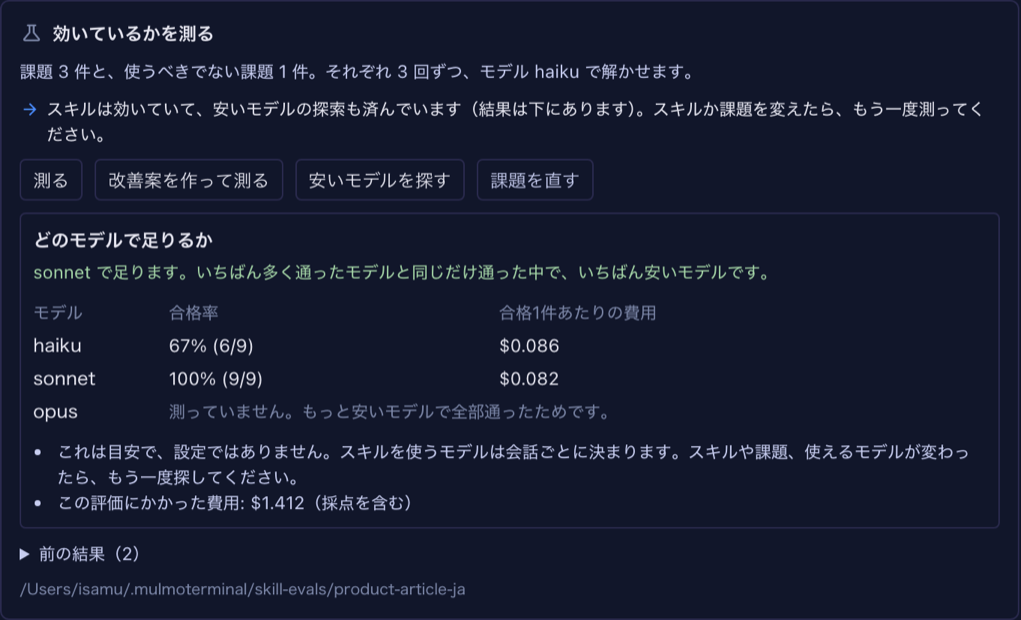 効いているかを測る
課題 3 件と、使うべきでない課題 1 件。それぞれ 3 回ずつ、モデル haiku で解かせます。
→ スキルは効いていて、安いモデルの探索も済んでいます（結果は下にあります）。スキルか課題を変えたら、もう一度測ってく
ださい。
測る 改善案を作って測る 安いモデルを探す 課題を直す
どのモデルで足りるか
sonnet で足ります。いちばん多く通ったモデルと同じだけ通った中で、いちばん安いモデルです。
モデル 合格率 合格1件あたりの費用
haiku 67% (6/9) $0.086
sonnet 100% (9/9) $0.082
opus 測っていません。もっと安いモデルで全部通ったためです。
• これは目安で、設定ではありません。スキルを使うモデルは会話ごとに決まります。スキルや課題、使えるモデルが変わっ
たら、もう一度探してください。
• この評価にかかった費用: $1.412（採点を含む）
▶ 前の結果（2）
/Users/isamu/.mulmoterminal/skill-evals/product-article-ja